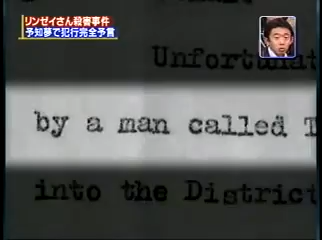 リンゼイさん殺害事件
予知夢で犯行完全予言
Unfortunat
by a man called T
into the District